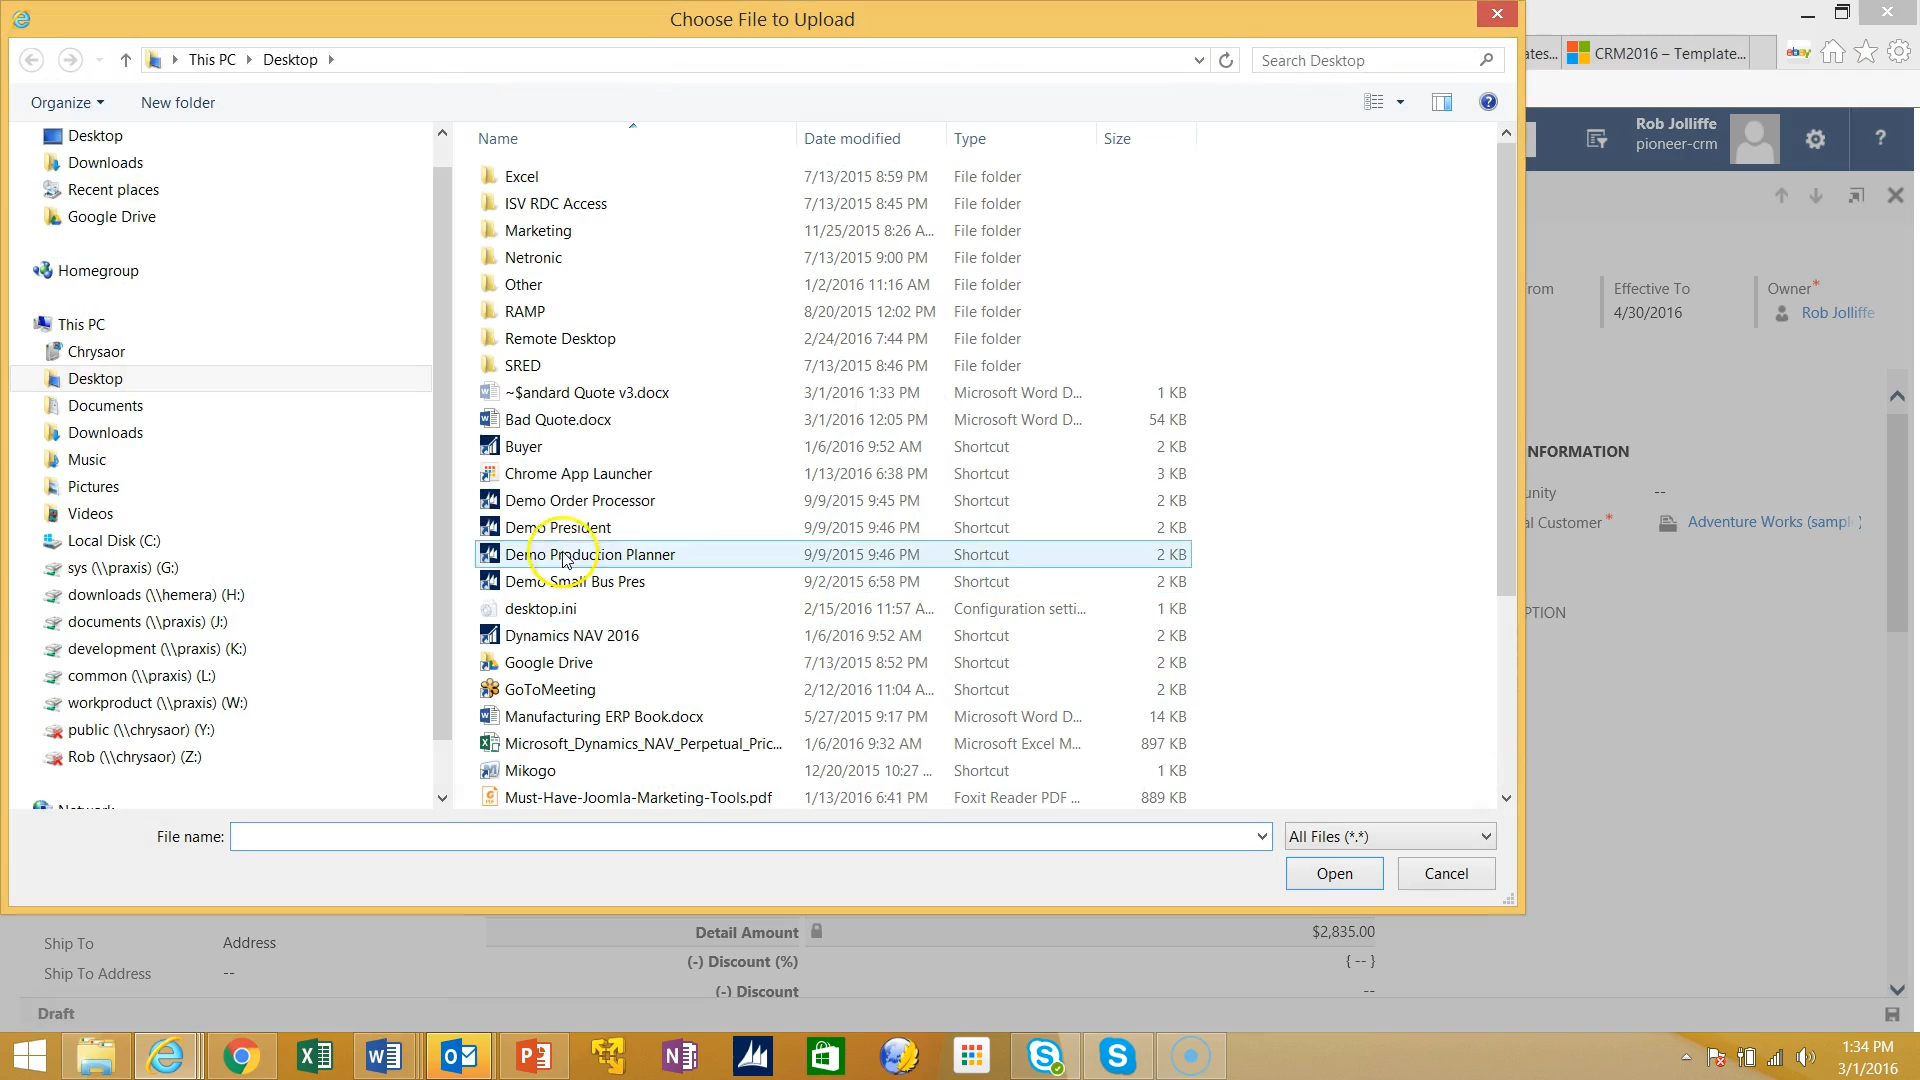 Choose File to Upload
This PC Desktop
Search Desktop
Organize New folder
Desktop
Downloads
Recent places
Google Drive
Homegroup
This PC
Chrysaor
Desktop
Documents
Downloads
Music
Pictures
Videos
Local Disk (C:)
sys (\\praxis) (G:)
downloads (\\hemera) (H:)
documents (\\praxis) (J:)
development (\\praxis) (K:)
common (\\praxis) (L:)
workproduct (\\praxis) (W:)
public (\\chrysaor) (Y:)
Rob (\\chrysaor) (Z:)
Name Date modified Type Size
Excel 7/13/2015 8:59 PM File folder
ISV RDC Access 7/13/2015 8:45 PM File folder
Marketing 11/25/2015 8:26 A... File folder
Netronic 7/13/2015 9:00 PM File folder
Other 1/2/2016 11:16 AM File folder
RAMP 8/20/2015 12:02 PM File folder
Remote Desktop 2/24/2016 7:44 PM File folder
SRED 7/13/2015 8:46 PM File folder
~$andard Quote v3.docx 3/1/2016 1:33 PM Microsoft Word D... 1 KB
Bad Quote.docx 3/1/2016 12:05 PM Microsoft Word D... 54 KB
Buyer 1/6/2016 9:52 AM Shortcut 2 KB
Chrome App Launcher 1/13/2016 6:38 PM Shortcut 3 KB
Demo Order Processor 9/9/2015 9:45 PM Shortcut 2 KB
Demo President 9/9/2015 9:46 PM Shortcut 2 KB
Demo Production Planner 9/9/2015 9:46 PM Shortcut 2 KB
Demo Small Bus Pres 9/2/2015 6:58 PM Shortcut 2 KB
desktop.ini 2/15/2016 11:57 A... Configuration setti... 1 KB
Dynamics NAV 2016 1/6/2016 9:52 AM Shortcut 2 KB
Google Drive 7/13/2015 8:52 PM Shortcut 2 KB
GoToMeeting 2/12/2016 11:04 A... Shortcut 2 KB
Manufacturing ERP Book.docx 5/27/2015 9:17 PM Microsoft Word D... 14 KB
Microsoft_Dynamics_NAV_Perpetual_Pric... 1/6/2016 9:32 AM Microsoft Excel M... 897 KB
Mikogo 12/20/2015 10:27 ... Shortcut 1 KB
Must-Have-Joomla-Marketing-Tools.pdf 1/13/2016 6:41 PM Foxit Reader PDF ... 889 KB
File name: All Files (*.*)
Open Cancel
ates... CRM2016 – Template... ebay
Rob Jolliffe
pioneer-crm
?
rom Effective To Owner*
4/30/2016 Rob Jolliffe
NFORMATION
unity --
al Customer * Adventure Works (sampl
PTION
Ship To Address
Ship To Address --
Detail Amount $2,835.00
(-) Discount (%) { -- }
(-) Discount --
Draft
1:34 PM
3/1/2016